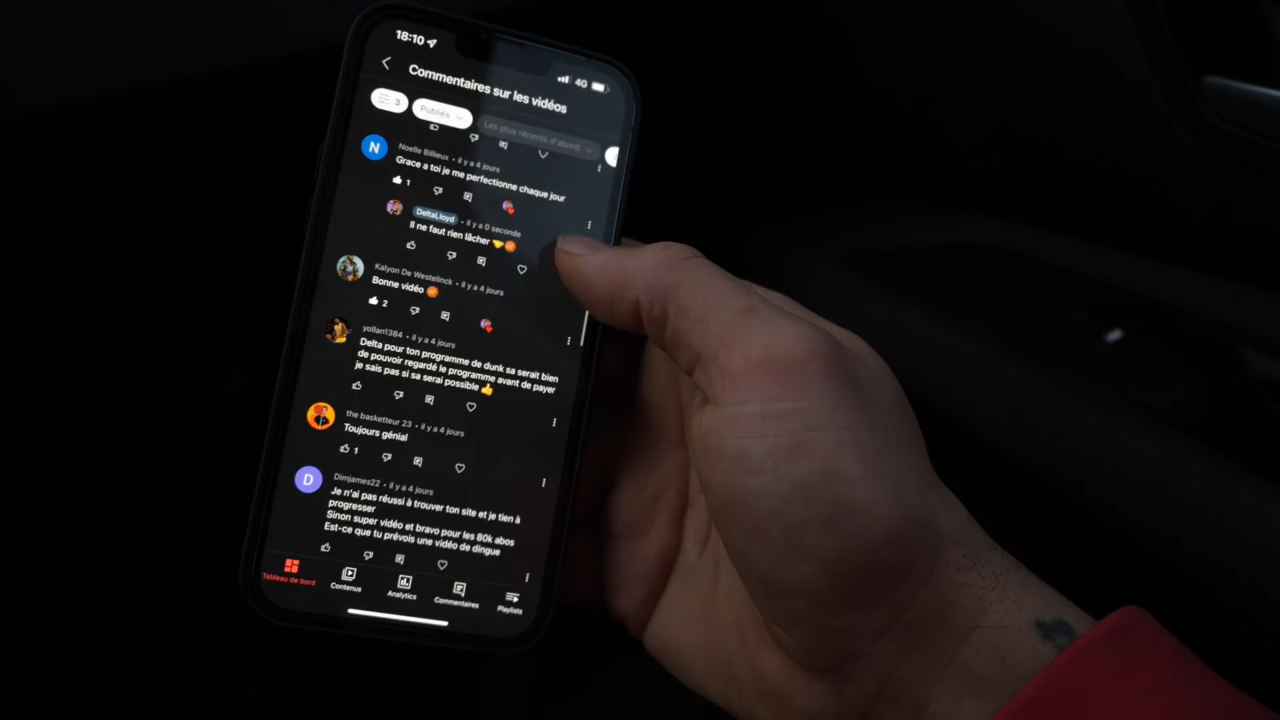 18:10
4G
Commentaires sur les vidéos
3
Publiés
Les plus récents d'abord
N
Noelle Billieux • il y a 4 jours
Grace a toi je me perfectionne chaque jour
1
DeltaLloyd • il y a 0 seconde
Il ne faut rien lâcher
Kalyon De Westelinck • il y a 4 jours
Bonne vidéo
2
yollan1384 • il y a 4 jours
Delta pour ton programme de dunk sa serait bien
de pouvoir regardé le programme avant de payer
je sais pas si sa serai possible 👍
the basketteur 23 • il y a 4 jours
Toujours génial
1
D
Dimjames22 • il y a 4 jours
Je n'ai pas réussi à trouver ton site et je tien à
progresser
Sinon super vidéo et bravo pour les 80k abos
Est-ce que tu prévois une vidéo de dingue
Tableau de bord
Contenus
Analytics
Commentaires
Playlists